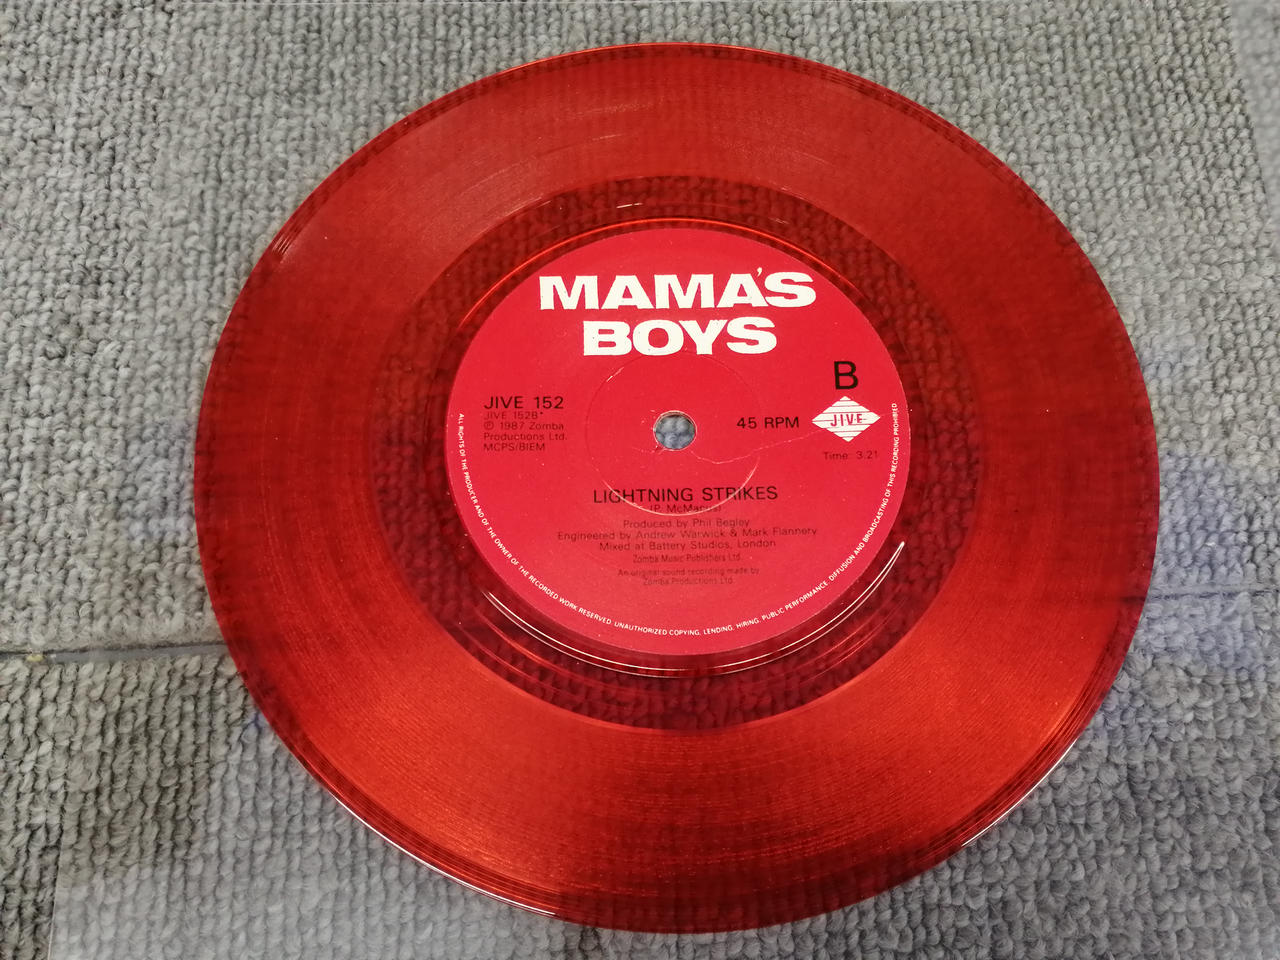 MAMA'S
BOYS
B
JIVE 152
JIVE 152B*
℗ 1987 Zomba
Productions Ltd.
MCPS/BIEM
45 RPM
JIVE
Time: 3.21
LIGHTNING STRIKES
(P. McManus)
Produced by Phil Begley
Engineered by Andrew Warwick & Mark Flannery
Mixed at Battery Studios, London
Zomba Music Publishers Ltd.
An original sound recording made by
Zomba Productions Ltd.
ALL RIGHTS OF THE PRODUCER AND OF THE OWNER OF THE RECORDED WORK RESERVED. UNAUTHORIZED COPYING, LENDING, HIRING, PUBLIC PERFORMANCE, DIFFUSION AND BROADCASTING OF THIS RECORDING PROHIBITED